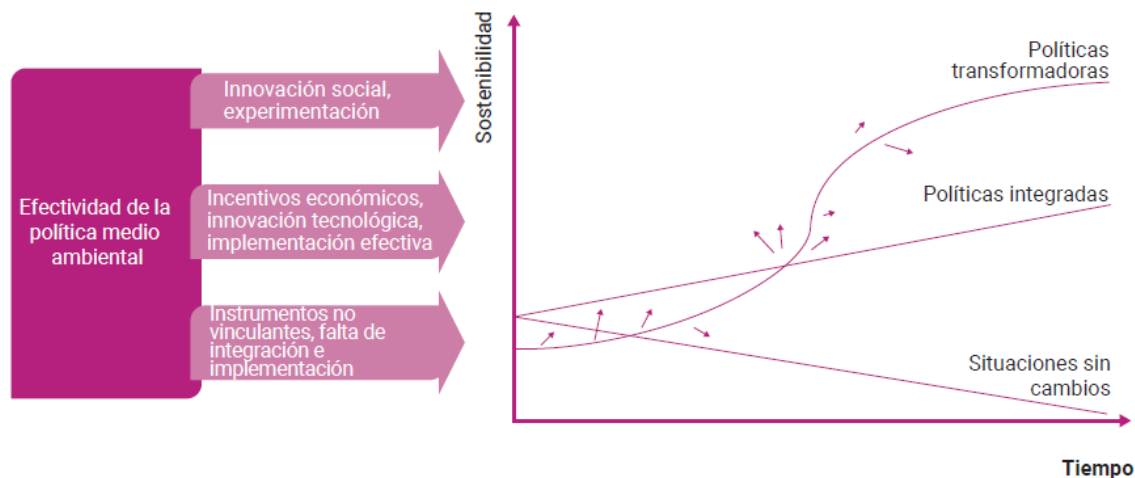 Efectividad de la
política medio
ambiental
Innovación social,
experimentación
Incentivos económicos,
innovación tecnológica,
implementación efectiva
Instrumentos no
vinculantes, falta de
integración e
implementación
Sostenibilidad
Políticas
transformadoras
Políticas integradas
Situaciones sin
cambios
Tiempo